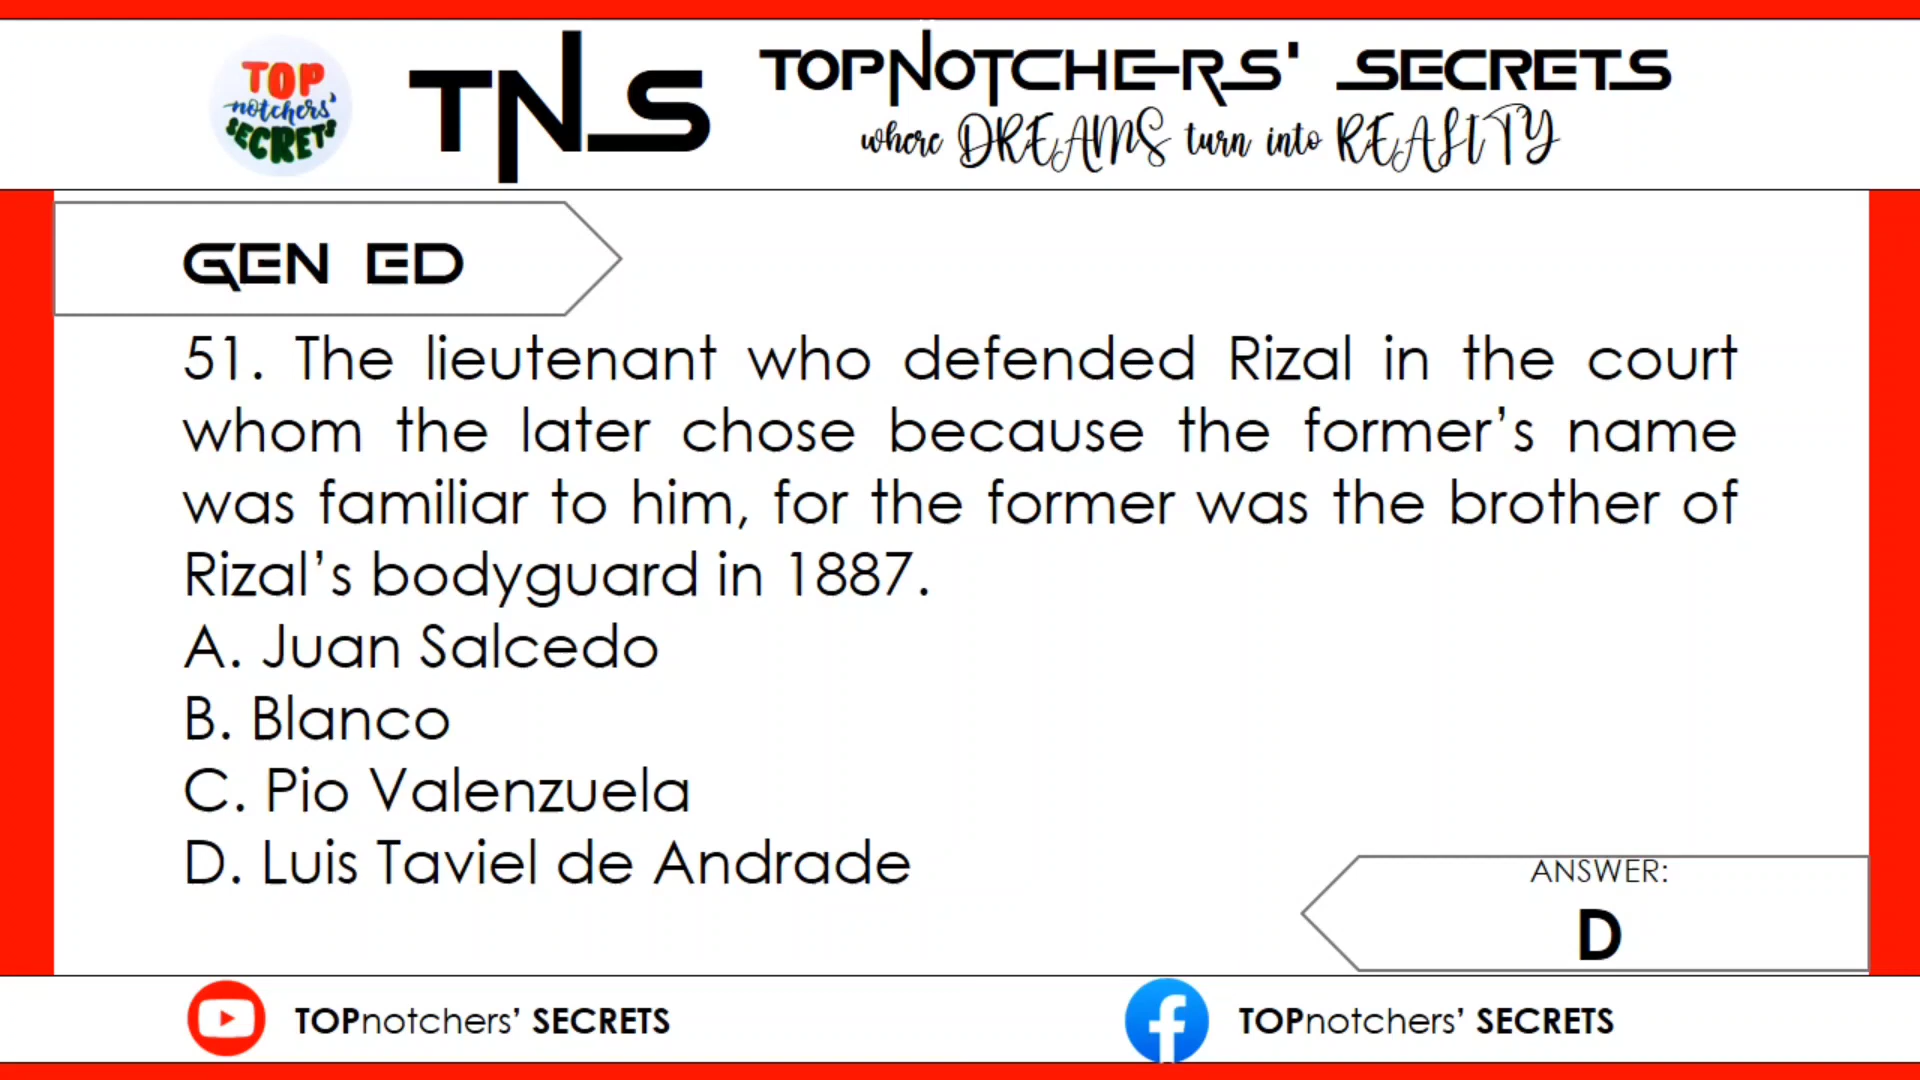 TOP
notchers'
SECRETS
TNS
TOPNOTCHERS' SECRETS
where DREAMS turn into REALITY
GEN ED
51. The lieutenant who defended Rizal in the court
whom the later chose because the former’s name
was familiar to him, for the former was the brother of
Rizal’s bodyguard in 1887.
A. Juan Salcedo
B. Blanco
C. Pio Valenzuela
D. Luis Taviel de Andrade
ANSWER:
D
TOPnotchers’ SECRETS
TOPnotchers’ SECRETS